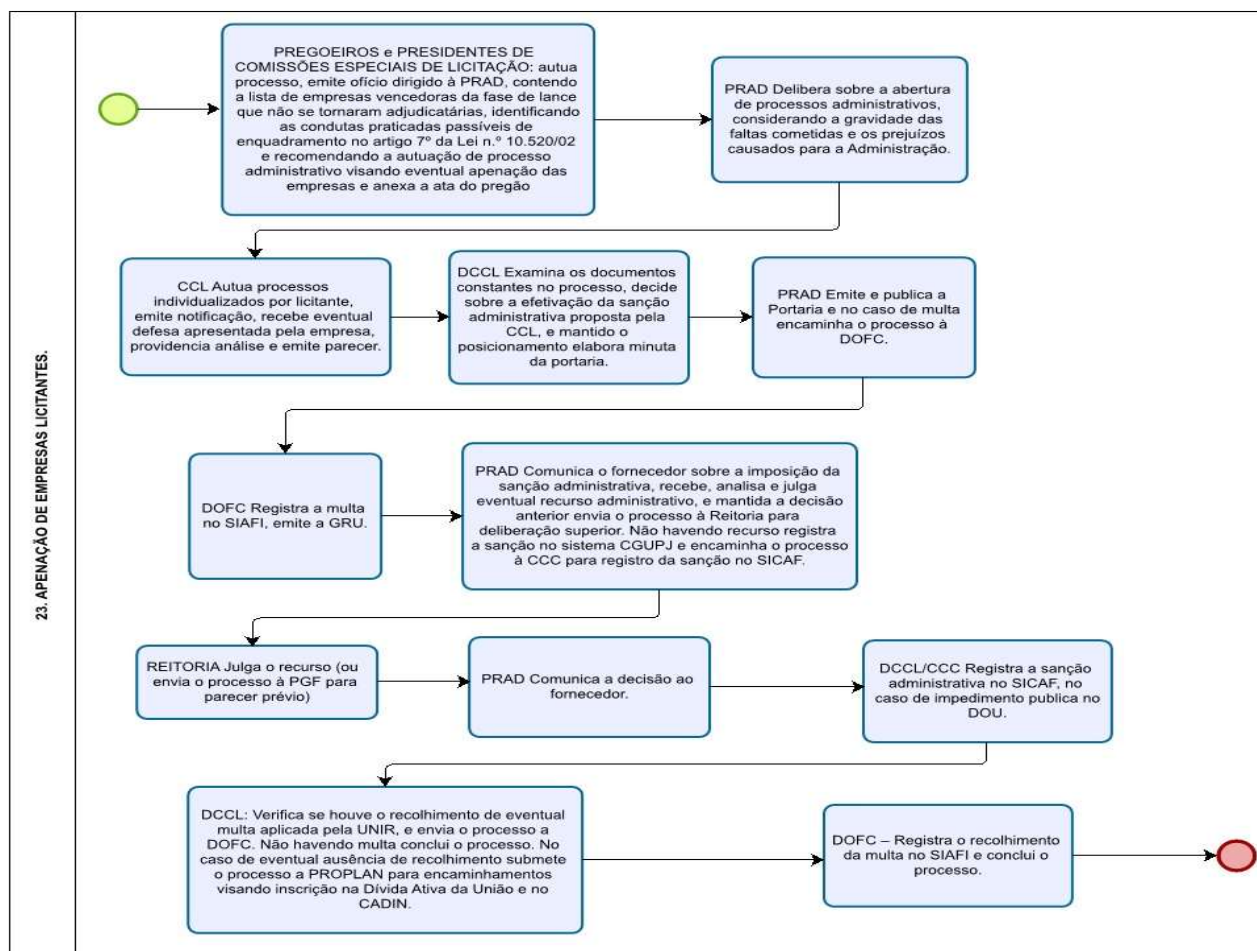 23. APENAÇÃO DE EMPRESAS LICITANTES.
PREGOEIROS e PRESIDENTES DE
COMISSÕES ESPECIAIS DE LICITAÇÃO: autua
processo, emite ofício dirigido à PRAD, contendo
a lista de empresas vencedoras da fase de lance
que não se tornaram adjudicatárias, identificando
as condutas praticadas passíveis de
enquadramento no artigo 7º da Lei n.º 10.520/02
e recomendando a autuação de processo
administrativo visando eventual apenação das
empresas e anexa a ata do pregão
PRAD Delibera sobre a abertura
de processos administrativos,
considerando a gravidade das
faltas cometidas e os prejuízos
causados para a Administração.
CCL Autua processos
individualizados por licitante,
emite notificação, recebe eventual
defesa apresentada pela empresa,
providencia análise e emite parecer.
DCCL Examina os documentos
constantes no processo, decide
sobre a efetivação da sanção
administrativa proposta pela
CCL, e mantido o
posicionamento elabora minuta
da portaria.
PRAD Emite e publica a
Portaria e no caso de multa
encaminha o processo à
DOFC.
DOFC Registra a multa
no SIAFI, emite a GRU.
PRAD Comunica o fornecedor sobre a imposição da
sanção administrativa, recebe, analisa e julga
eventual recurso administrativo, e mantida a decisão
anterior envia o processo à Reitoria para
deliberação superior. Não havendo recurso registra
a sanção no sistema CGUPJ e encaminha o processo
à CCC para registro da sanção no SICAF.
REITORIA Julga o recurso (ou
envia o processo à PGF para
parecer prévio)
PRAD Comunica a decisão ao
fornecedor.
DCCL/CCC Registra a sanção
administrativa no SICAF, no
caso de impedimento publica no
DOU.
DCCL: Verifica se houve o recolhimento de eventual
multa aplicada pela UNIR, e envia o processo a
DOFC. Não havendo multa conclui o processo. No
caso de eventual ausência de recolhimento submete
o processo a PROPLAN para encaminhamentos
visando inscrição na Dívida Ativa da União e no
CADIN.
DOFC – Registra o recolhimento
da multa no SIAFI e conclui o
processo.